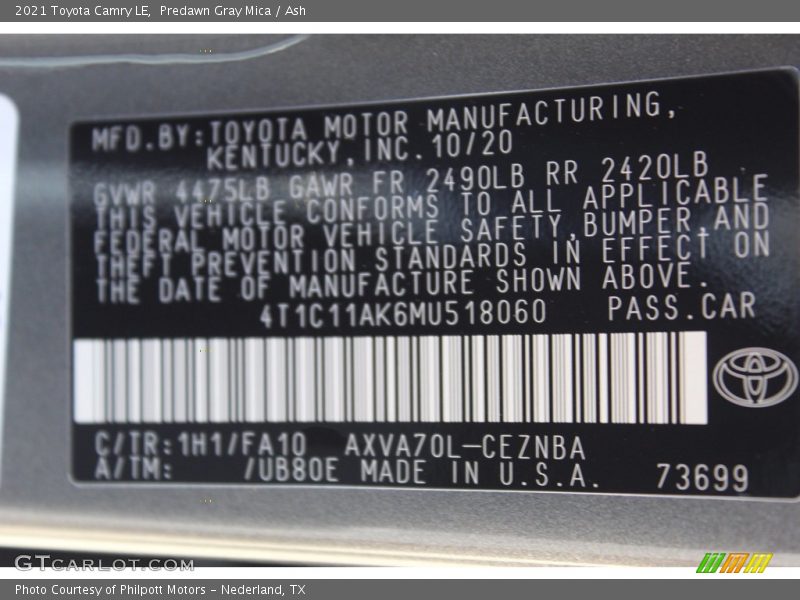 2021 Toyota Camry LE, Predawn Gray Mica / Ash
MFD.BY:TOYOTA MOTOR MANUFACTURING,
KENTUCKY,INC.10/20
GVWR 4475LB GAWR FR 2490LB RR 2420LB
THIS VEHICLE CONFORMS TO ALL APPLICABLE
FEDERAL MOTOR VEHICLE SAFETY,BUMPER,AND
THEFT PREVENTION STANDARDS IN EFFECT ON
THE DATE OF MANUFACTURE SHOWN ABOVE.
4T1C11AK6MU518060 PASS.CAR
C/TR:1H1/FA10 AXVA70L-CEZNBA
A/TM: /UB80E MADE IN U.S.A. 73699
GTCARLOT.COM
Photo Courtesy of Philpott Motors - Nederland, TX